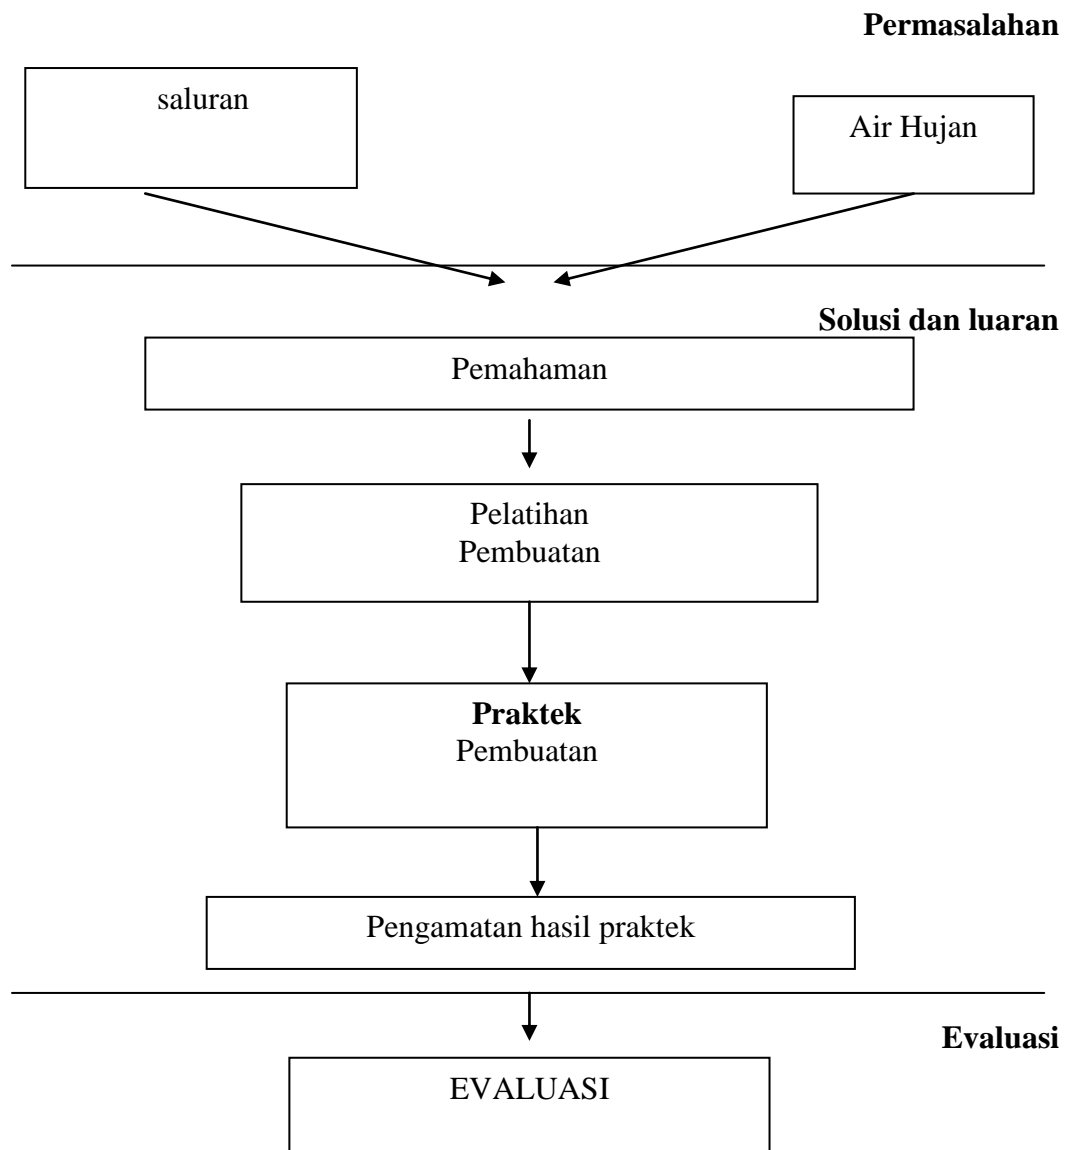 Permasalahan
saluran
Air Hujan
Solusi dan luaran
Pemahaman
Pelatihan
Pembuatan
Praktek
Pembuatan
Pengamatan hasil praktek
Evaluasi
EVALUASI